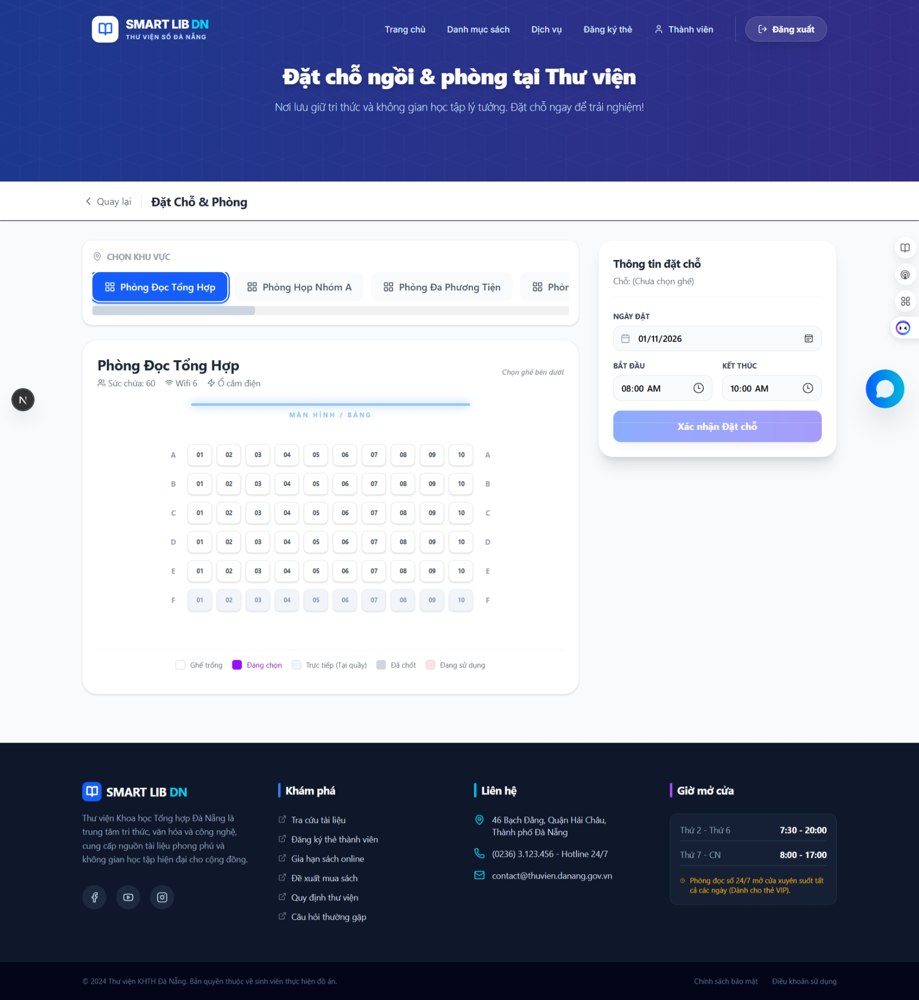 SMART LIB DN
THƯ VIỆN SỐ ĐÀ NẴNG
Trang chủ
Danh mục sách
Dịch vụ
Đăng ký thẻ
Thành viên
Đăng xuất
Đặt chỗ ngồi & phòng tại Thư viện
Nơi lưu giữ tri thức và không gian học tập lý tưởng. Đặt chỗ ngay để trải nghiệm!
Quay lại
Đặt Chỗ & Phòng
CHỌN KHU VỰC
Phòng Đọc Tổng Hợp
Phòng Họp Nhóm A
Phòng Đa Phương Tiện
Phòn
Phòng Đọc Tổng Hợp
Sức chứa: 60
Wifi 6
Ổ cắm điện
Chọn ghế bên dưới
MÀN HÌNH / BẢNG
A 01 02 03 04 05 06 07 08 09 10 A
B 01 02 03 04 05 06 07 08 09 10 B
C 01 02 03 04 05 06 07 08 09 10 C
D 01 02 03 04 05 06 07 08 09 10 D
E 01 02 03 04 05 06 07 08 09 10 E
F 01 02 03 04 05 06 07 08 09 10 F
Ghế trống
Đang chọn
Trực tiếp (Tại quầy)
Đã chốt
Đang sử dụng
Thông tin đặt chỗ
Chỗ: (Chưa chọn ghế)
NGÀY ĐẶT
01/11/2026
BẮT ĐẦU
KẾT THÚC
08:00 AM
10:00 AM
Xác nhận Đặt chỗ
N
SMART LIB DN
Thư viện Khoa học Tổng hợp Đà Nẵng là
trung tâm tri thức, văn hóa và công nghệ,
cung cấp nguồn tài liệu phong phú và
không gian học tập hiện đại cho cộng đồng.
Khám phá
Tra cứu tài liệu
Đăng ký thẻ thành viên
Gia hạn sách online
Đề xuất mua sách
Quy định thư viện
Câu hỏi thường gặp
Liên hệ
46 Bạch Đằng, Quận Hải Châu,
Thành phố Đà Nẵng
(0236) 3.123.456 - Hotline 24/7
contact@thuvien.danang.gov.vn
Giờ mở cửa
Thứ 2 - Thứ 6 7:30 - 20:00
Thứ 7 - CN 8:00 - 17:00
Phòng đọc số 24/7 mở cửa xuyên suốt tất
cả các ngày (Dành cho thẻ VIP).
© 2024 Thư viện KHTH Đà Nẵng. Bản quyền thuộc về sinh viên thực hiện đồ án.
Chính sách bảo mật
Điều khoản sử dụng